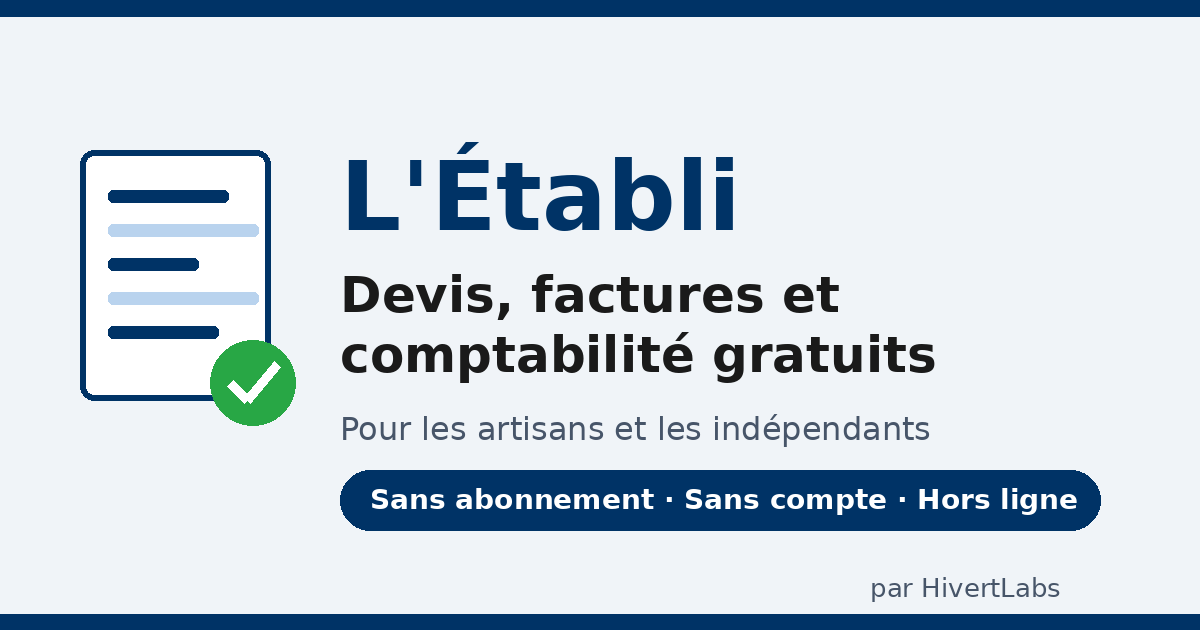 L'Établi
Devis, factures et
comptabilité gratuits
Pour les artisans et les indépendants
Sans abonnement · Sans compte · Hors ligne
par HivertLabs